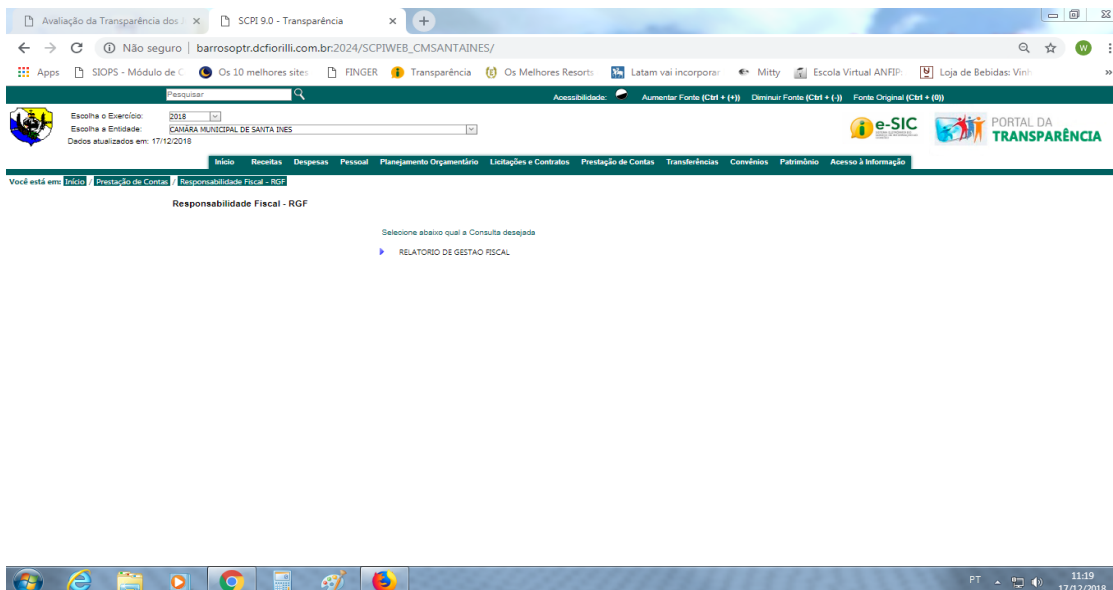 Avaliação da Transparência dos
SCPI 9.0 - Transparência
Não seguro | barrosoptr.dcfiorilli.com.br:2024/SCPIWEB_CMSANTAINES/
W
Apps SIOPS - Módulo de C Os 10 melhores sites FINGER Transparência Os Melhores Resorts Latam vai incorporar Mitty Escola Virtual ANFIP: Loja de Bebidas: Vinh »
Pesquisar
Acessibilidade: Aumentar Fonte (Ctrl + (+)) Diminuir Fonte (Ctrl + (-)) Fonte Original (Ctrl + (0))
Escolha o Exercício: 2018
Escolha a Entidade: CAMÁRA MUNICIPAL DE SANTA INES
Dados atualizados em: 17/12/2018
e-SIC
PORTAL DA
TRANSPARÊNCIA
Início Receitas Despesas Pessoal Planejamento Orçamentário Licitações e Contratos Prestação de Contas Transferências Convênios Patrimônio Acesso à Informação
Você está em: Início / Prestação de Contas / Responsabilidade Fiscal - RGF
Responsabilidade Fiscal - RGF
Selecione abaixo qual a Consulta desejada
RELATORIO DE GESTAO FISCAL
PT
11:19
17/12/2018